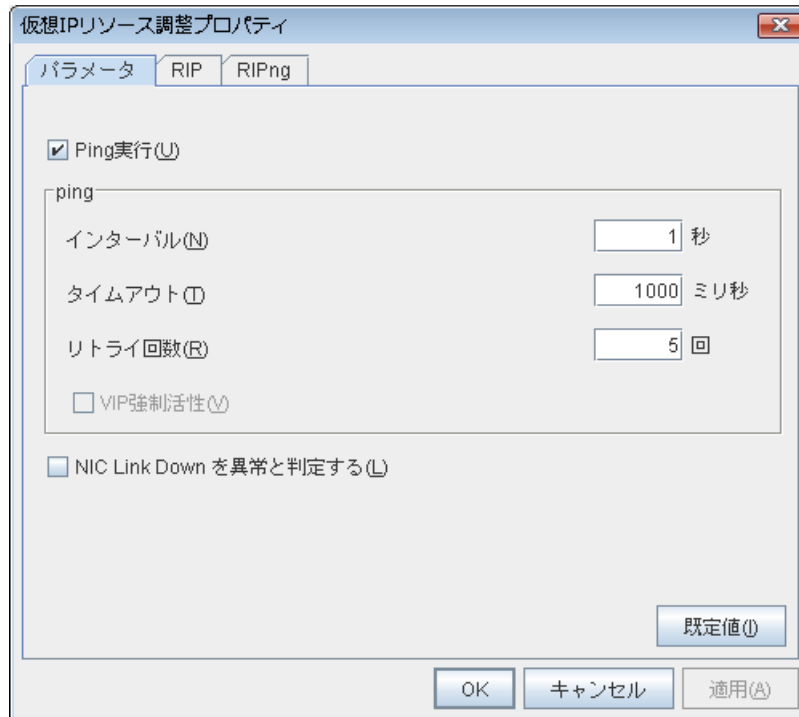 仮想IPリソース調整プロパティ
パラメータ RIP RIPng
Ping実行(U)
ping
インターバル(N) 1 秒
タイムアウト(T) 1000 ミリ秒
リトライ回数(R) 5 回
VIP強制活性(V)
NIC Link Down を異常と判定する(L)
既定値(I)
OK キャンセル 適用(A)